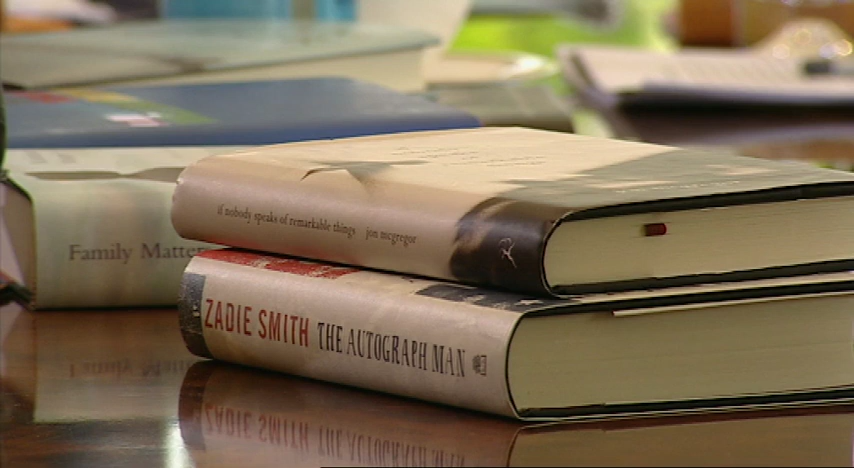 if nobody speaks of remarkable things jon mcgregor
Family Matters
ZADIE SMITH THE AUTOGRAPH MAN